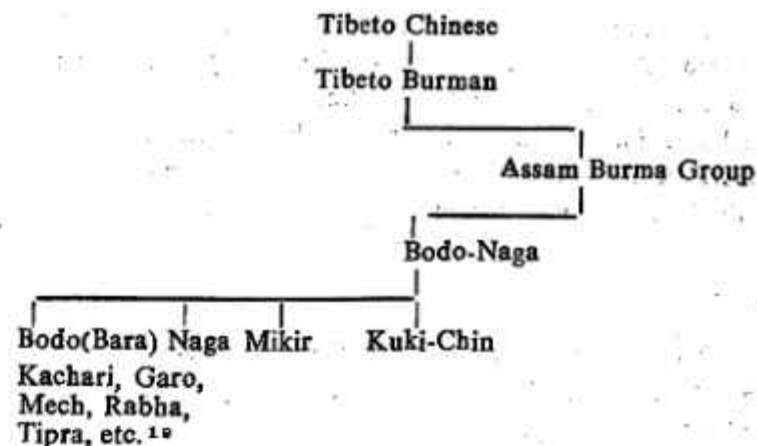 Tibeto Chinese
Tibeto Burman
Assam Burma Group
Bodo-Naga
Bodo(Bara) Naga Mikir Kuki-Chin
Kachari, Garo,
Mech, Rabha,
Tipra, etc.¹⁹